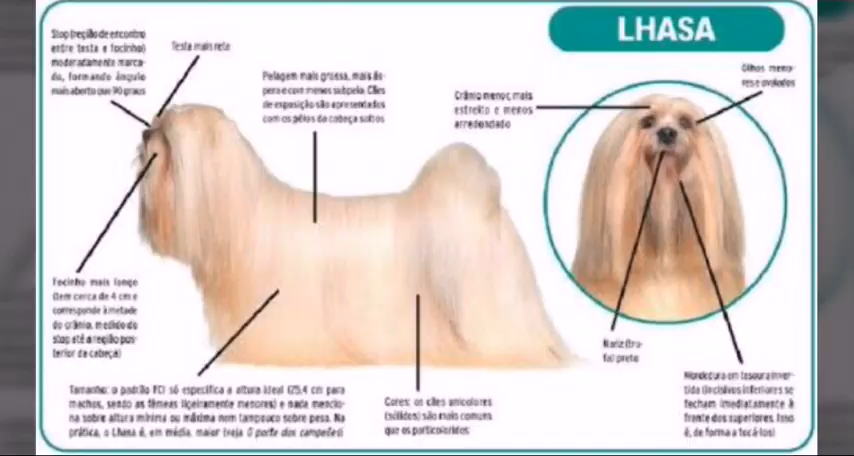 LHASA
Stop (região de encontro
entre testa e focinho)
moderadamente marca-
do, formando ângulo
mais aberto que 90 graus
Testa mais reta
Pelagem mais grossa, mais ás-
pera e com menos subpelo. Cães
de exposição são apresentados
com os pêlos da cabeça soltos
Crânio menor, mais
estreito e menos
arredondado
Olhos meno-
res e ovalados
Focinho mais longo
(tem cerca de 4 cm e
corresponde à metade
do crânio, medido do
stop até a região pos-
terior da cabeça)
Tamanho: o padrão FCI só especifica a altura ideal (25,4 cm para
machos, sendo as fêmeas ligeiramente menores) e nada mencio-
na sobre altura mínima ou máxima nem tampouco sobre peso. Na
prática, o Lhasa é, em média, maior (veja O porte dos campeões)
Cores: os cães unicolores
(sólidos) são mais comuns
que os particoloridos
Nariz (tru-
fa) preto
Mordedura em tesoura inver-
tida (incisivos inferiores se
fecham imediatamente à
frente dos superiores, isso
é, de forma a tocá-los)